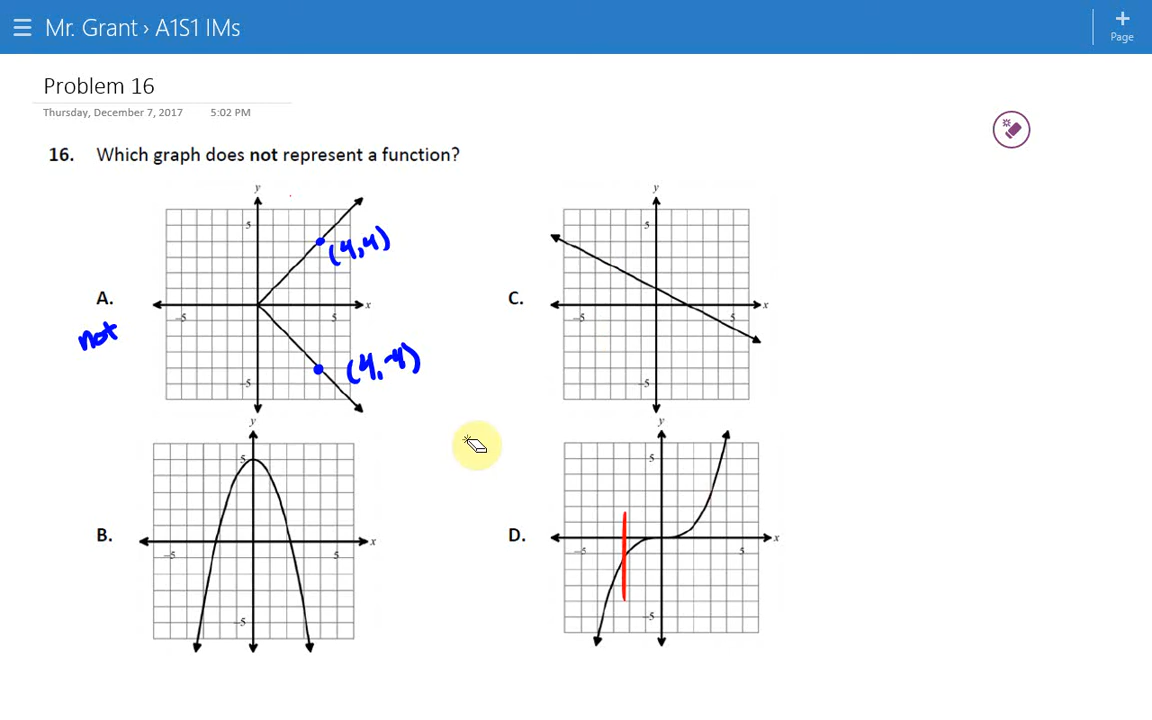 Mr. Grant › A1S1 IMs
+
Page
Problem 16
Thursday, December 7, 2017 5:02 PM
16. Which graph does not represent a function?
A.
not
y
5
-5
5
x
-5
(4,4)
(4,-4)
C.
y
5
-5
5
x
-5
B.
y
5
-5
5
x
-5
D.
y
5
-5
5
x
-5